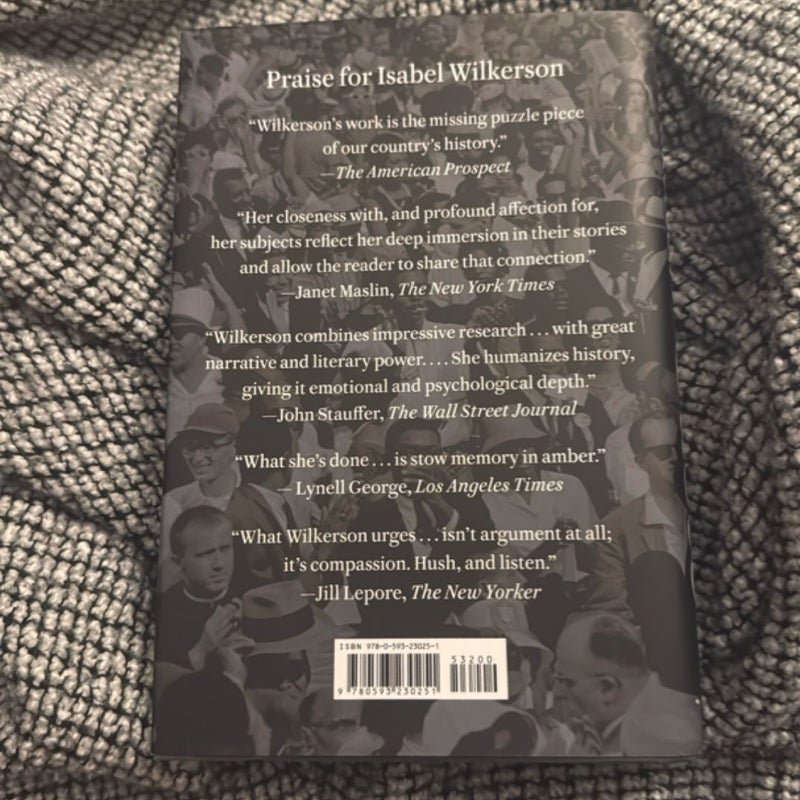 Praise for Isabel Wilkerson
“Wilkerson’s work is the missing puzzle piece
of our country’s history.”
—The American Prospect
“Her closeness with, and profound affection for,
her subjects reflect her deep immersion in their stories
and allow the reader to share that connection.”
—Janet Maslin, The New York Times
“Wilkerson combines impressive research . . . with great
narrative and literary power. . . . She humanizes history,
giving it emotional and psychological depth.”
—John Stauffer, The Wall Street Journal
“What she’s done . . . is stow memory in amber.”
— Lynell George, Los Angeles Times
“What Wilkerson urges . . . isn’t argument at all;
it’s compassion. Hush, and listen.”
—Jill Lepore, The New Yorker
ISBN 978-0-593-23025-1
53200
9 780593 230251